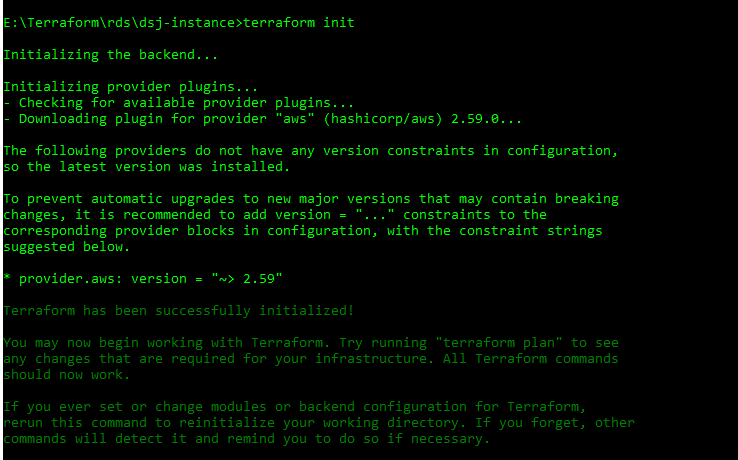 E:\Terraform\rds\dsj-instance>terraform init
Initializing the backend...
Initializing provider plugins...
- Checking for available provider plugins...
- Downloading plugin for provider "aws" (hashicorp/aws) 2.59.0...
The following providers do not have any version constraints in configuration,
so the latest version was installed.
To prevent automatic upgrades to new major versions that may contain breaking
changes, it is recommended to add version = "..." constraints to the
corresponding provider blocks in configuration, with the constraint strings
suggested below.
* provider.aws: version = "~> 2.59"
Terraform has been successfully initialized!
You may now begin working with Terraform. Try running "terraform plan" to see
any changes that are required for your infrastructure. All Terraform commands
should now work.
If you ever set or change modules or backend configuration for Terraform,
rerun this command to reinitialize your working directory. If you forget, other
commands will detect it and remind you to do so if necessary.